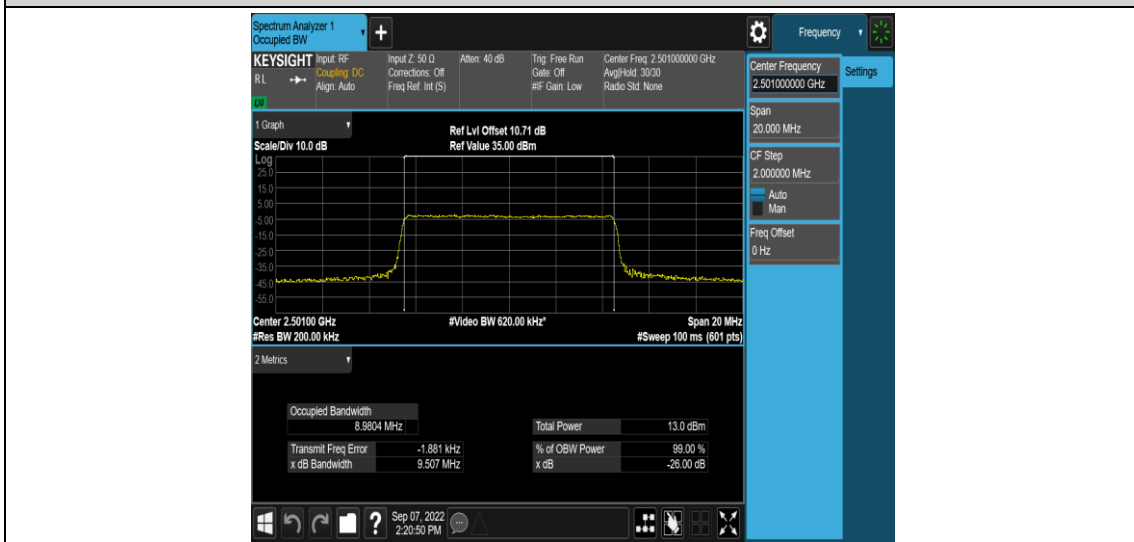 Spectrum Analyzer 1
Occupied BW
+
Frequency
KEYSIGHT
RL
LXI
Input: RF
Coupling: DC
Align: Auto
Input Z: 50 Ω
Corrections: Off
Freq Ref: Int (S)
Atten: 40 dB
Trig: Free Run
Gate: Off
#IF Gain: Low
Center Freq: 2.501000000 GHz
Avg|Hold: 30/30
Radio Std: None
Center Frequency
2.501000000 GHz
Settings
Span
20.000 MHz
CF Step
2.000000 MHz
Auto
Man
Freq Offset
0 Hz
1 Graph
Scale/Div 10.0 dB
Ref Lvl Offset 10.71 dB
Ref Value 35.00 dBm
Log
25.0
15.0
5.00
-5.00
-15.0
-25.0
-35.0
-45.0
-55.0
Center 2.50100 GHz
#Res BW 200.00 kHz
#Video BW 620.00 kHz*
Span 20 MHz
#Sweep 100 ms (601 pts)
2 Metrics
Occupied Bandwidth
8.9804 MHz
Total Power 13.0 dBm
Transmit Freq Error -1.881 kHz
% of OBW Power 99.00 %
x dB Bandwidth 9.507 MHz
x dB -26.00 dB
?
Sep 07, 2022
2:20:50 PM